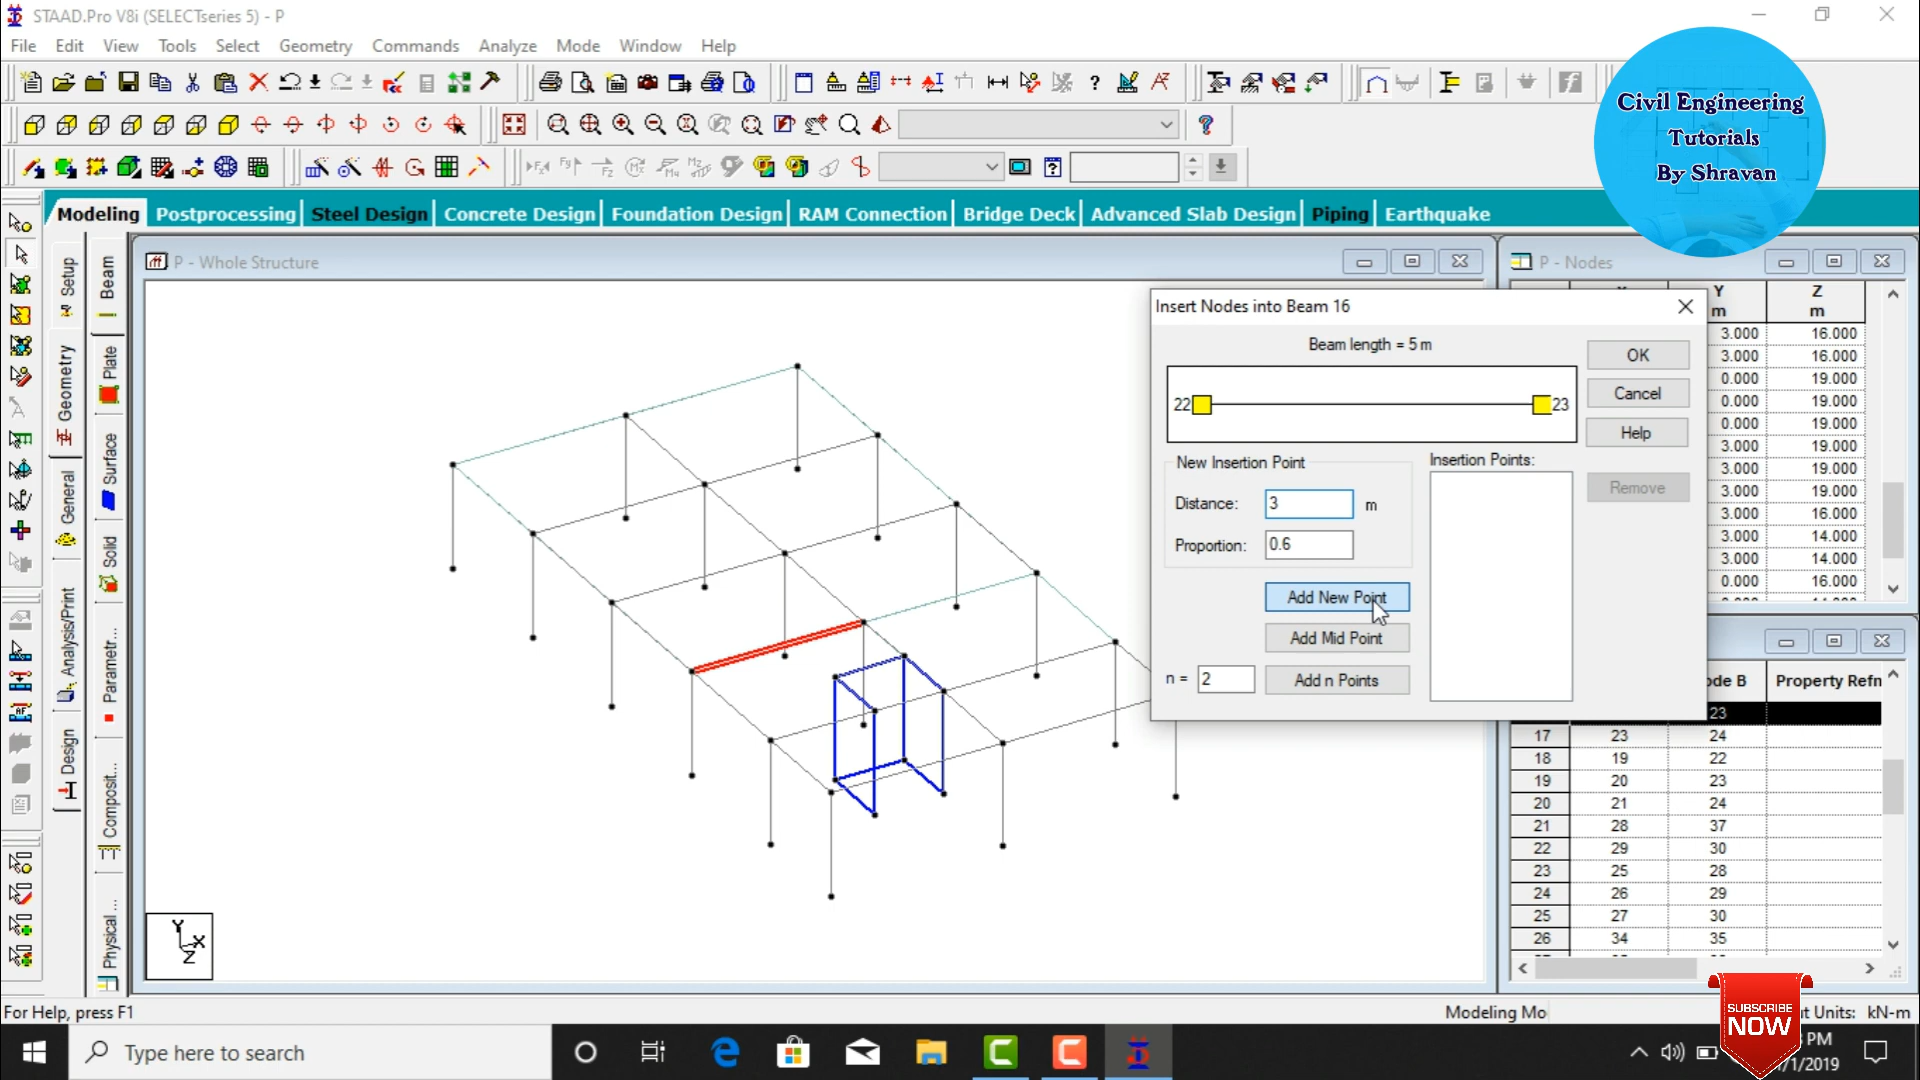 STAAD.Pro V8i (SELECTseries 5) - P
File Edit View Tools Select Geometry Commands Analyze Mode Window Help
Civil Engineering
Tutorials
By Shravan
Modeling Postprocessing Steel Design Concrete Design Foundation Design RAM Connection Bridge Deck Advanced Slab Design Piping Earthquake
Setup
Geometry
General
Analysis/Print
Design
Beam
Plate
Surface
Solid
Parametr...
Composit...
Physical ...
P - Whole Structure
Y
X
Z
P - Nodes
Y Z
m m
3.000 16.000
3.000 16.000
0.000 19.000
0.000 19.000
0.000 19.000
3.000 19.000
3.000 19.000
3.000 19.000
3.000 16.000
3.000 14.000
3.000 14.000
0.000 16.000
Insert Nodes into Beam 16
Beam length = 5 m
22 23
OK
Cancel
Help
Remove
New Insertion Point
Distance: 3 m
Proportion: 0.6
Add New Point
Add Mid Point
n = 2 Add n Points
Insertion Points:
ode B Property Refn
23
17 23 24
18 19 22
19 20 23
20 21 24
21 28 37
22 29 30
23 25 28
24 26 29
25 27 30
26 34 35
For Help, press F1
Modeling Mo
t Units: kN-m
SUBSCRIBE
NOW
Type here to search
PM
/1/2019